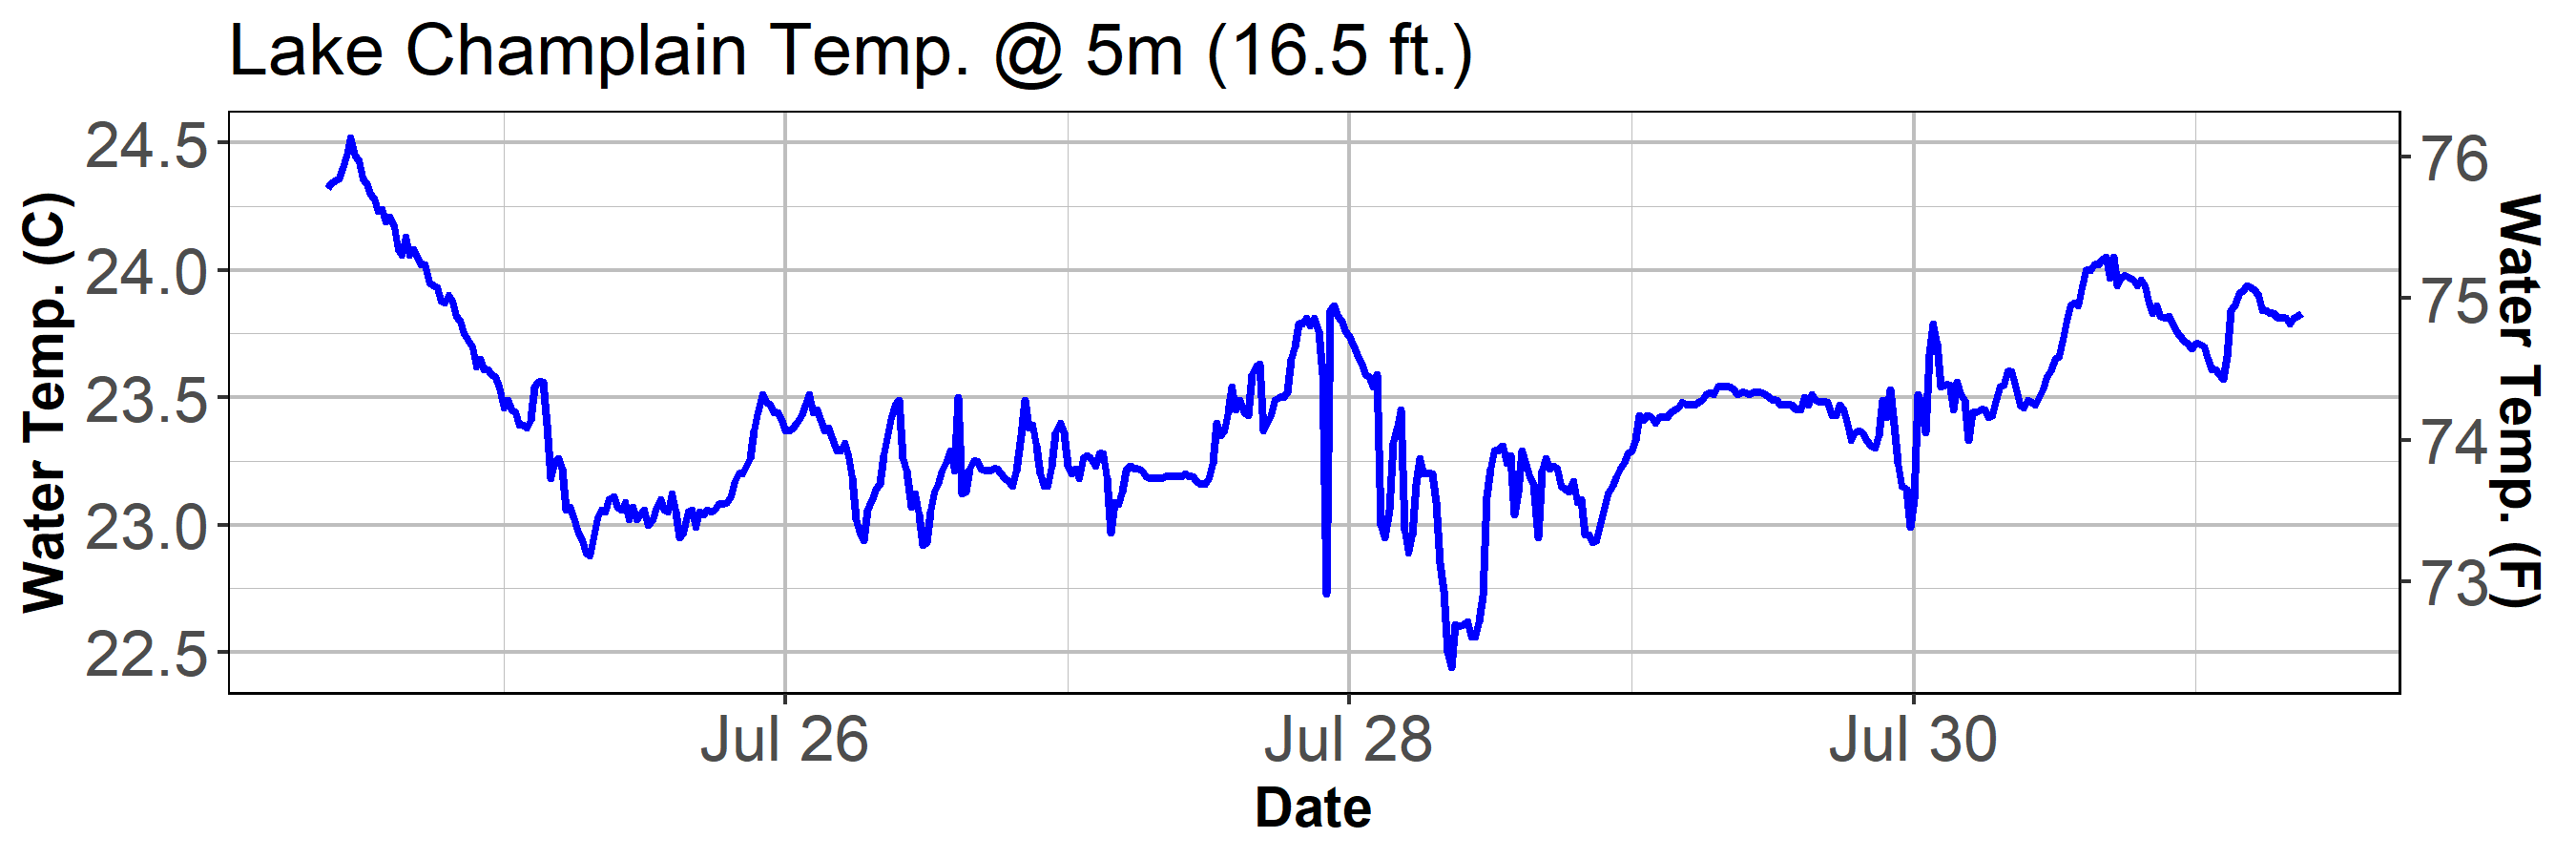 Lake Champlain Temp. @ 5m (16.5 ft.)
Water Temp. (C)
24.5
24.0
23.5
23.0
22.5
76
75
74
73
Water Temp. (F)
Jul 26
Jul 28
Jul 30
Date